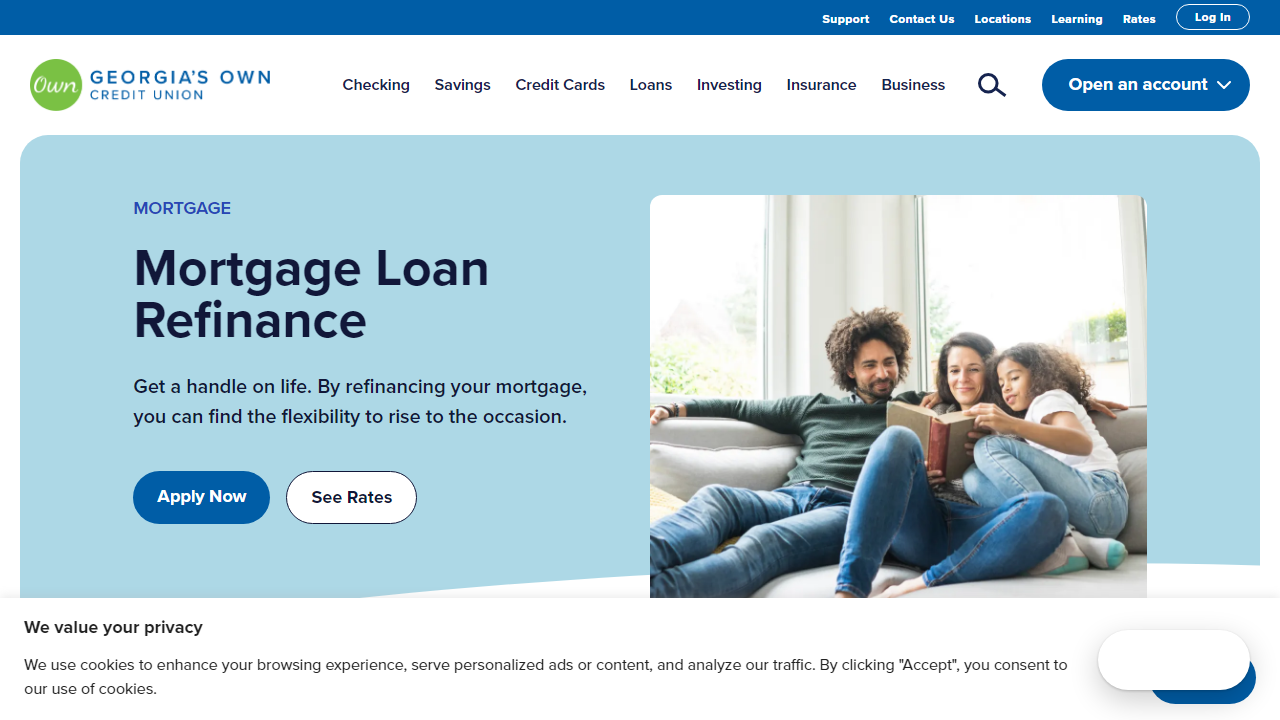 Support Contact Us Locations Learning Rates Log In
Own GEORGIA'S OWN
CREDIT UNION
Checking Savings Credit Cards Loans Investing Insurance Business Open an account
MORTGAGE
Mortgage Loan
Refinance
Get a handle on life. By refinancing your mortgage,
you can find the flexibility to rise to the occasion.
Apply Now See Rates
We value your privacy
We use cookies to enhance your browsing experience, serve personalized ads or content, and analyze our traffic. By clicking "Accept", you consent to
our use of cookies.